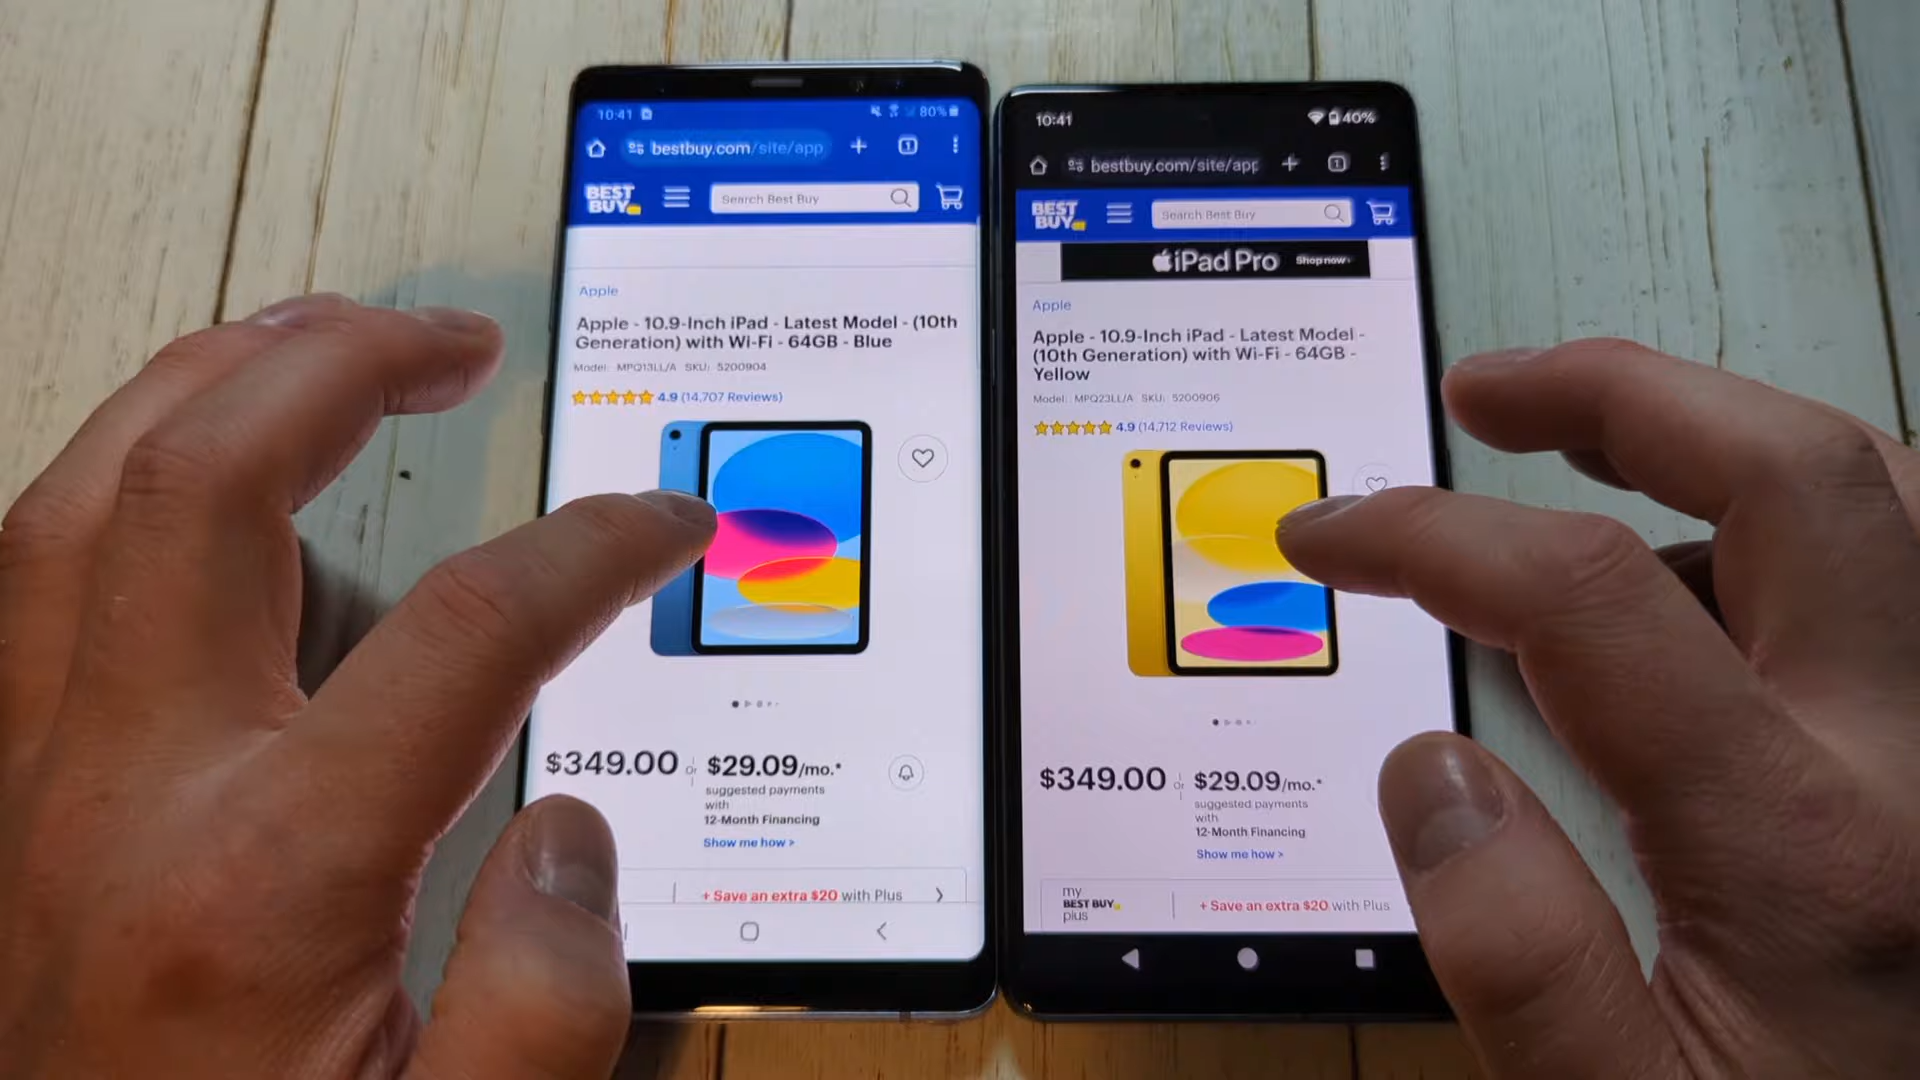 10:41
80%
bestbuy.com/site/app
1
BEST
BUY
Search Best Buy
Apple
Apple - 10.9-Inch iPad - Latest Model - (10th
Generation) with Wi-Fi - 64GB - Blue
Model: MPQ13LL/A SKU: 5200904
4.9 (14,707 Reviews)
$349.00
Or
$29.09/mo.*
suggested payments
with
12-Month Financing
Show me how >
+ Save an extra $20 with Plus
10:41
40%
bestbuy.com/site/app
1
BEST
BUY
Search Best Buy
iPad Pro Shop now
Apple
Apple - 10.9-Inch iPad - Latest Model -
(10th Generation) with Wi-Fi - 64GB -
Yellow
Model: MPQ23LL/A SKU: 5200906
4.9 (14,712 Reviews)
$349.00
Or
$29.09/mo.*
suggested payments
with
12-Month Financing
Show me how >
my
BEST BUY
plus
+ Save an extra $20 with Plus